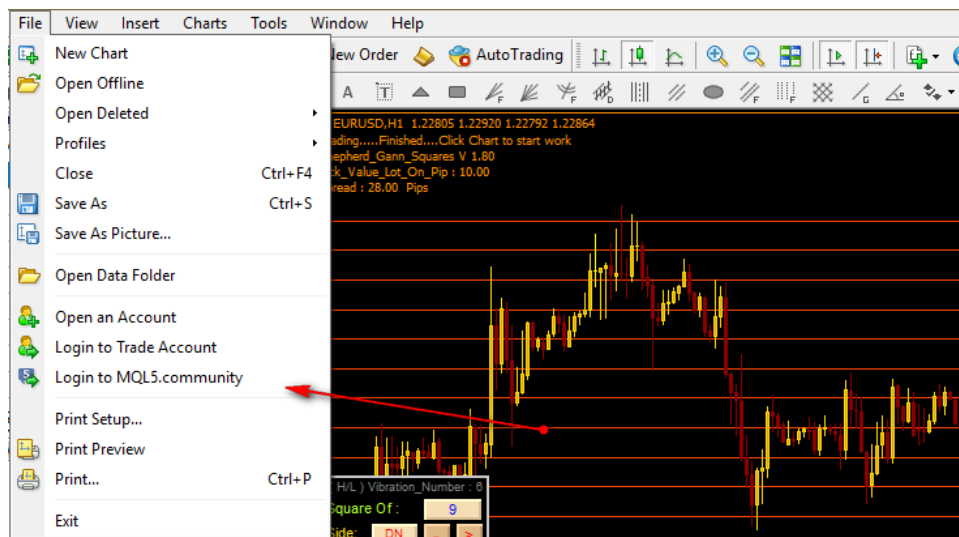 File View Insert Charts Tools Window Help
New Chart
Open Offline
Open Deleted
Profiles
Close Ctrl+F4
Save As Ctrl+S
Save As Picture...
Open Data Folder
Open an Account
Login to Trade Account
Login to MQL5.community
Print Setup...
Print Preview
Print... Ctrl+P
Exit
Order AutoTrading
A T F F D F F G
EURUSD,H1 1.22805 1.22920 1.22792 1.22864
ading.....Finished....Click Chart to start work
hepherd_Gann_Squares V 1.80
ck_Value_Lot_On_Pip : 10.00
read : 28.00 Pips
H/L ) Vibration_Number : 6
Square Of : 9
Side: DN - >